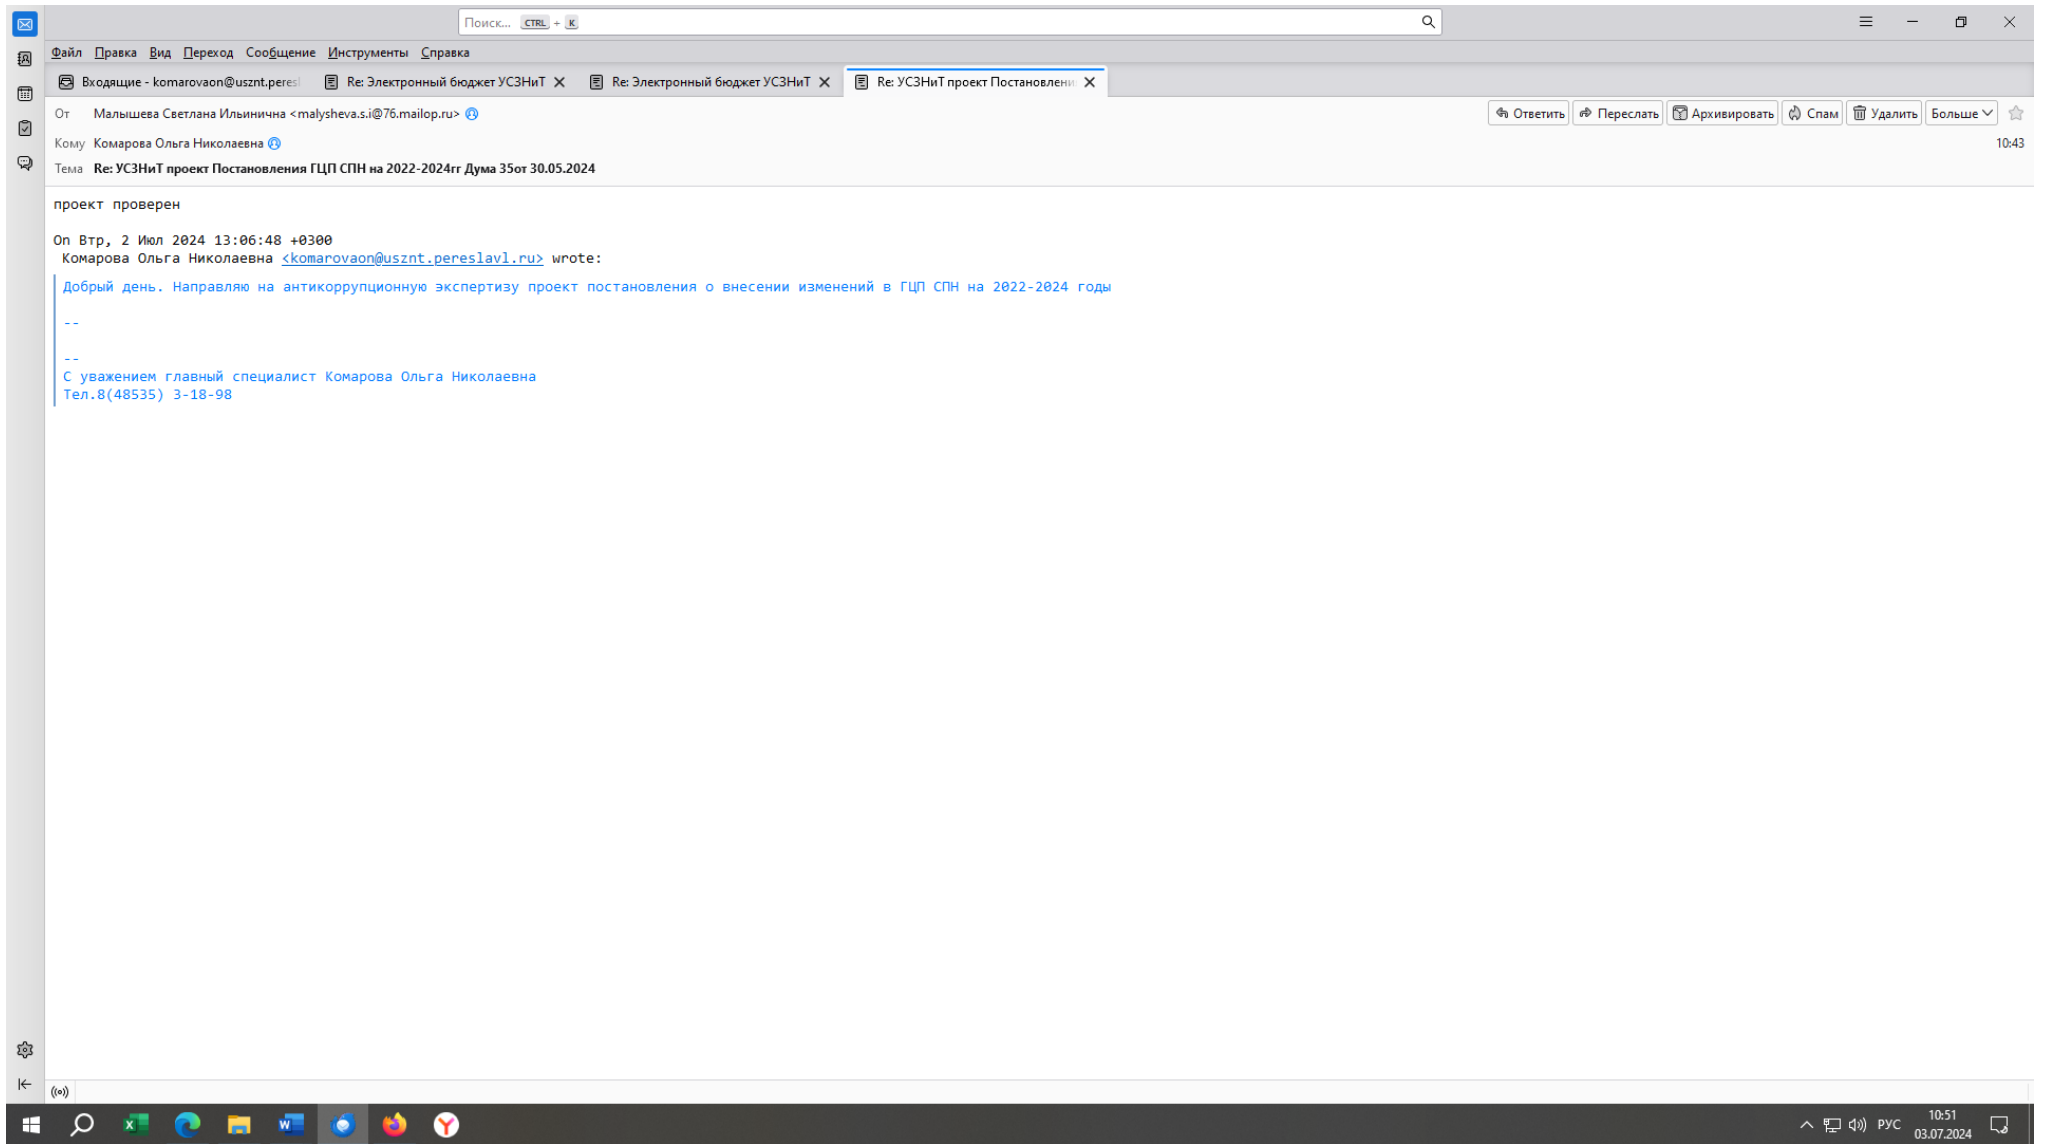 Поиск... CTRL + K
Файл Правка Вид Переход Сообщение Инструменты Справка
Входящие - komarovaon@usznt.peresl Re: Электронный бюджет УСЗНиТ Re: Электронный бюджет УСЗНиТ Re: УСЗНиТ проект Постановлени
От Малышева Светлана Ильинична <malysheva.s.i@76.mailop.ru> Ответить Переслать Архивировать Спам Удалить Больше
Кому Комарова Ольга Николаевна 10:43
Тема Re: УСЗНиТ проект Постановления ГЦП СПН на 2022-2024гг Дума 35от 30.05.2024
проект проверен
On Втр, 2 Июл 2024 13:06:48 +0300
Комарова Ольга Николаевна <komarovaon@usznt.pereslavl.ru> wrote:
Добрый день. Направляю на антикоррупционную экспертизу проект постановления о внесении изменений в ГЦП СПН на 2022-2024 годы
--
--
С уважением главный специалист Комарова Ольга Николаевна
Тел.8(48535) 3-18-98
РУС 10:51
03.07.2024